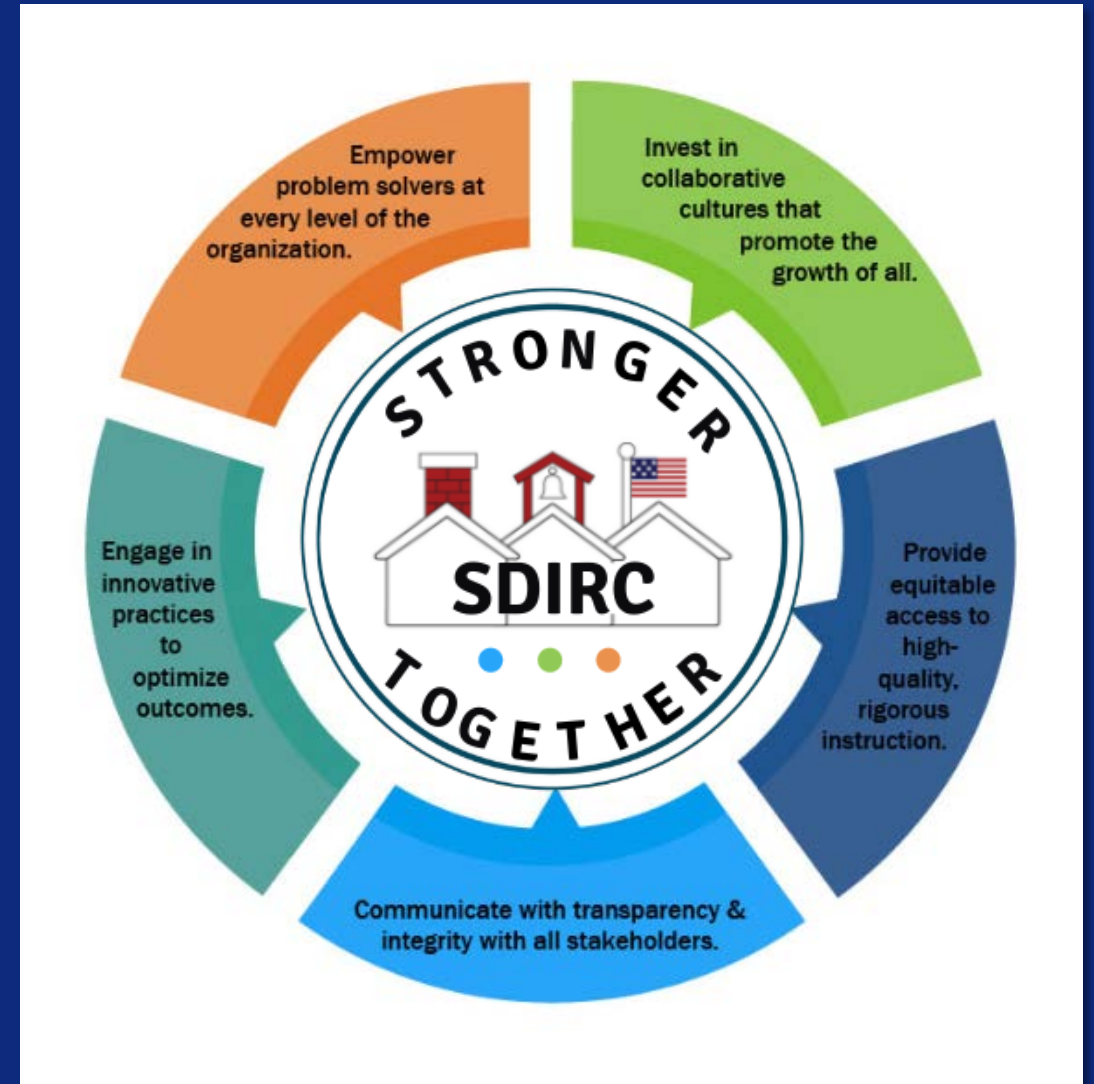 Empower
problem solvers at
every level of the
organization.
Invest in
collaborative
cultures that
promote the
growth of all.
STRONGER
SDIRC
TOGETHER
Engage in
innovative
practices
to
optimize
outcomes.
Provide
equitable
access to
high-
quality,
rigorous
instruction.
Communicate with transparency &
integrity with all stakeholders.